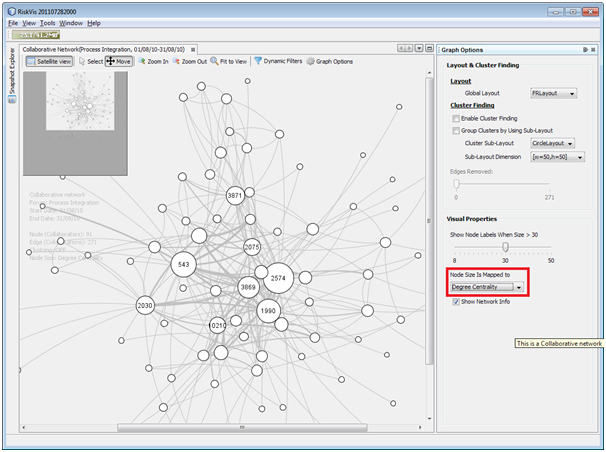 RiskVis 201107282000
File View Tools Window Help
Snapshot Explorer
Collaborative Network(Process Integration, 01/08/10-31/08/10)
Satellite view Select Move Zoom In Zoom Out Fit to View Dynamic Filters Graph Options
Collaborative network
Start Date: 01/08/10
End Date: 31/08/10
Node (Collaborators): 91
Edge (Collaborations): 271
Node Size: Degree Centrality
3871
2075
543
2574
3869
2030
1990
10210
Graph Options
Layout & Cluster Finding
Layout
Global Layout FRLayout
Cluster Finding
Enable Cluster Finding
Group Clusters by Using Sub-Layout
Cluster Sub-Layout CircleLayout
Sub-Layout Dimension [w=50,h=50]
Edges Removed:
0 271
Visual Properties
Show Node Labels When Size > 30
8 30 50
Node Size Is Mapped to
Degree Centrality
Show Network Info
This is a Collaborative network